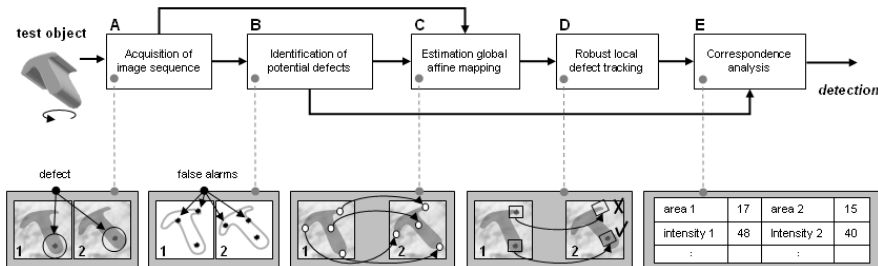 A
B
C
D
E
test object
Acquisition of
image sequence
Identification of
potential defects
Estimation global
affine mapping
Robust local
defect tracking
Correspondence
analysis
detection
defect
false alarms
1
2
1
2
1
2
1
2
X
✓
area 1 17 area 2 15
intensity 1 48 Intensity 2 40
: :